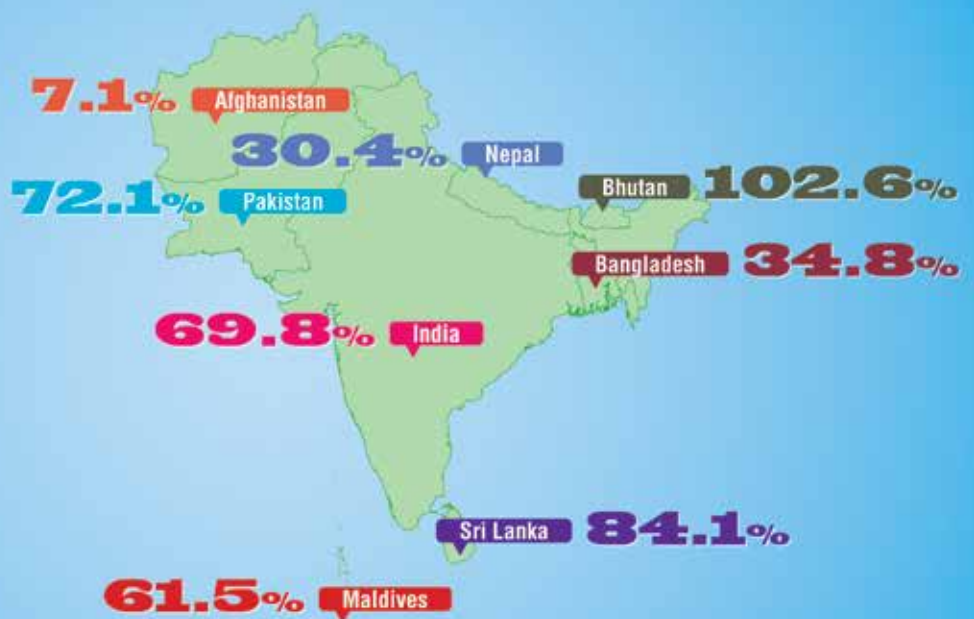 7.1% Afghanistan
30.4% Nepal
72.1% Pakistan
Bhutan 102.6%
Bangladesh 34.8%
69.8% India
Sri Lanka 84.1%
61.5% Maldives